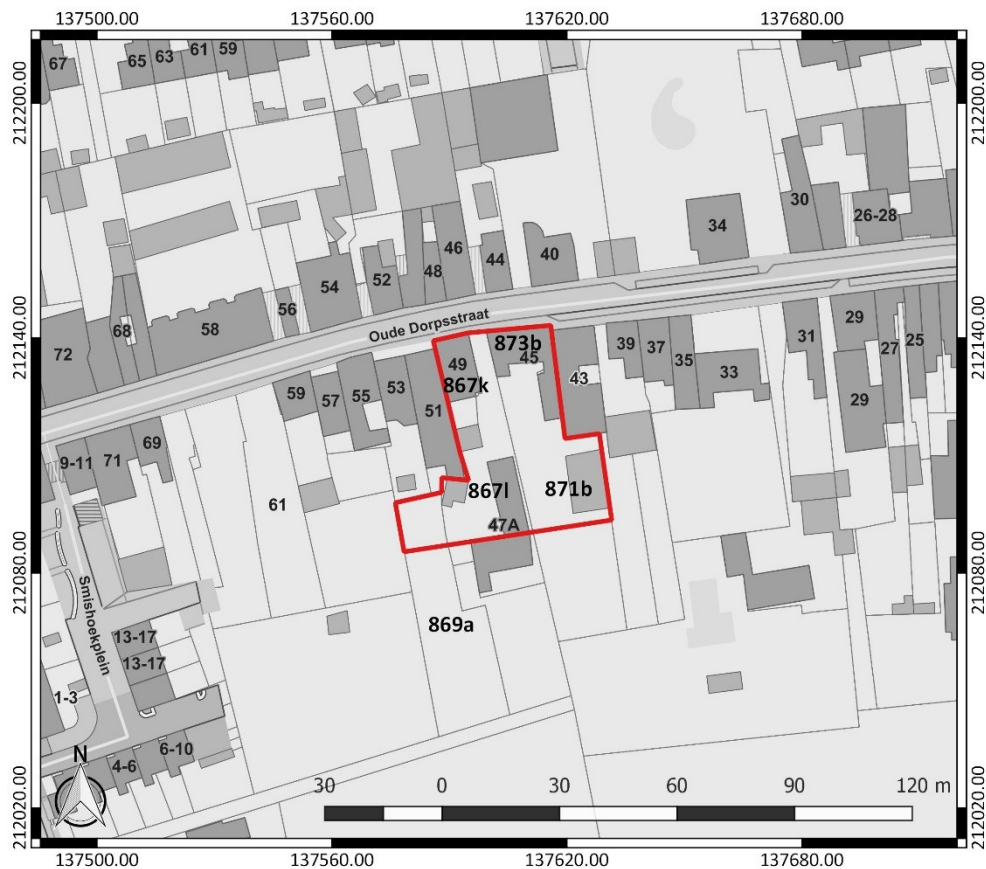 137500.00 137560.00 137620.00 137680.00
212200.00 212200.00
67 65 63 61 59
30 26-28
34
46 44 40
48
52
54
56
58
68
72
Oude Dorpsstraat
212140.00 212140.00
873b
45
49
867k
43
39 37 35 33
31 29 27 25
29
59 57 55 53 51
69
71
9-11
61
867l
871b
47A
212080.00 212080.00
869a
Smishoekplein
13-17
13-17
1-3
6-10
4-6
N
30 0 30 60 90 120 m
212020.00 212020.00
137500.00 137560.00 137620.00 137680.00